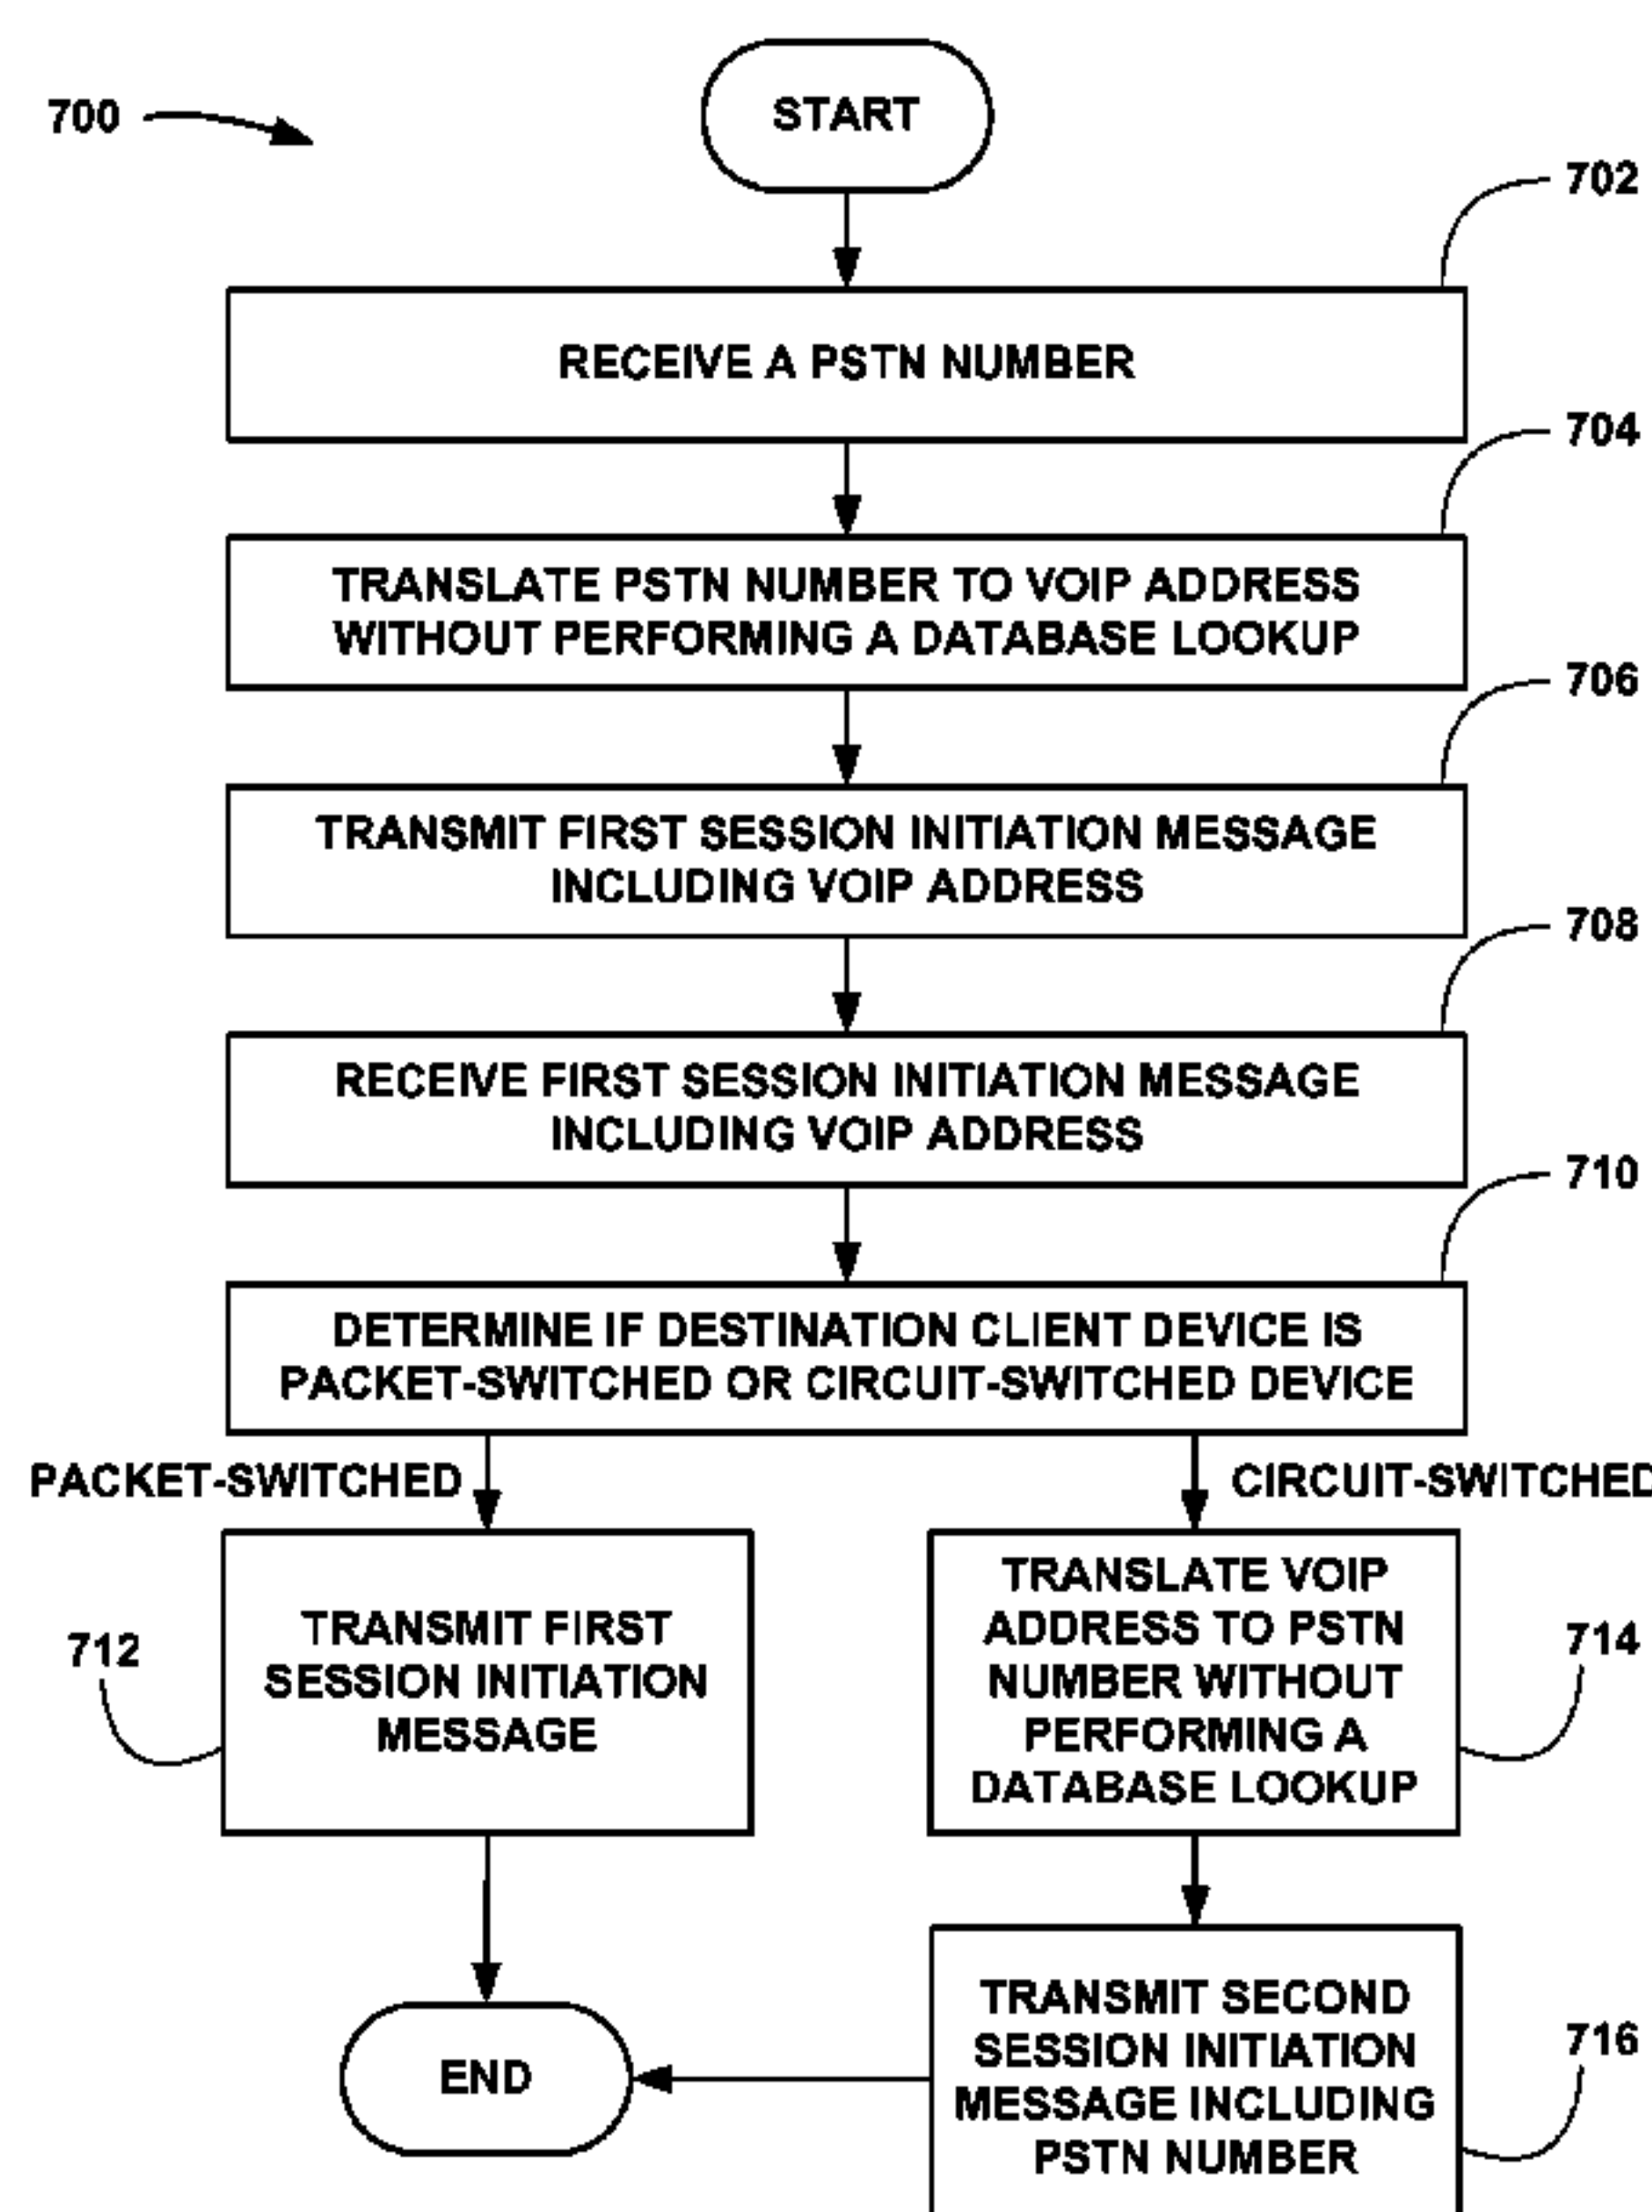 700
START
702
RECEIVE A PSTN NUMBER
704
TRANSLATE PSTN NUMBER TO VOIP ADDRESS
WITHOUT PERFORMING A DATABASE LOOKUP
706
TRANSMIT FIRST SESSION INITIATION MESSAGE
INCLUDING VOIP ADDRESS
708
RECEIVE FIRST SESSION INITIATION MESSAGE
INCLUDING VOIP ADDRESS
710
DETERMINE IF DESTINATION CLIENT DEVICE IS
PACKET-SWITCHED OR CIRCUIT-SWITCHED DEVICE
PACKET-SWITCHED
CIRCUIT-SWITCHED
712
TRANSMIT FIRST
SESSION INITIATION
MESSAGE
TRANSLATE VOIP
ADDRESS TO PSTN
NUMBER WITHOUT
PERFORMING A
DATABASE LOOKUP
714
END
TRANSMIT SECOND
SESSION INITIATION
MESSAGE INCLUDING
PSTN NUMBER
716